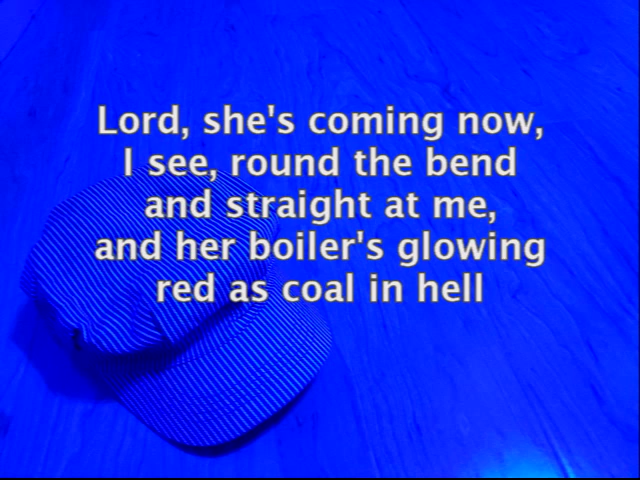 Lord, she's coming now,
I see, round the bend
and straight at me,
and her boiler's glowing
red as coal in hell